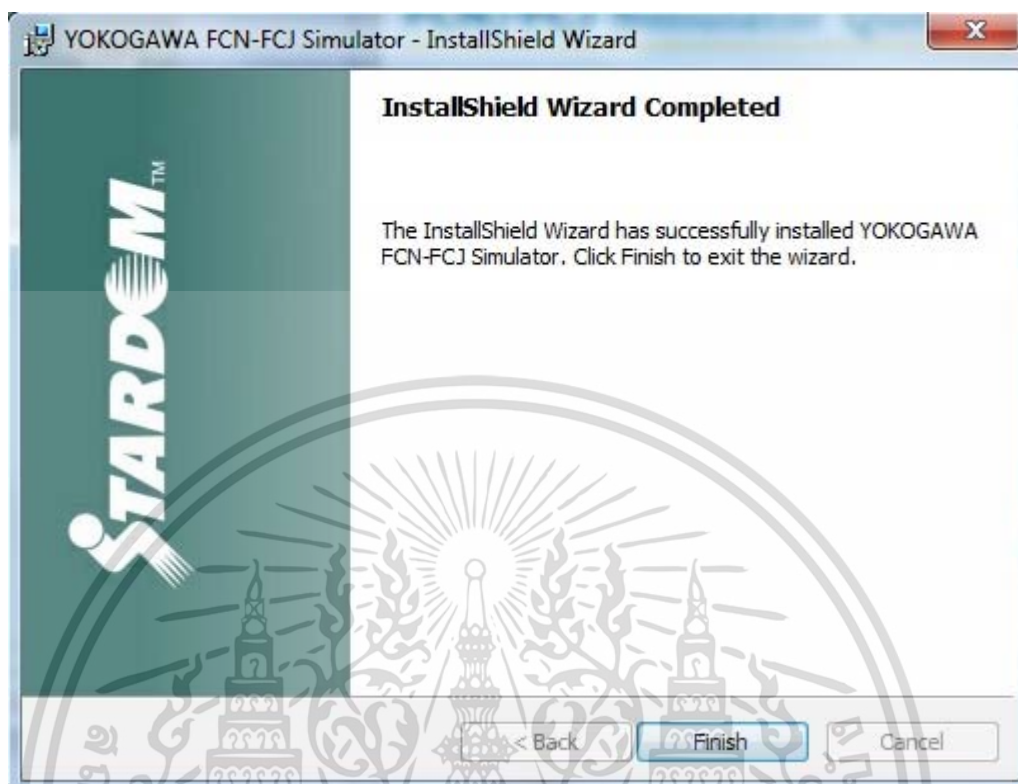 YOKOGAWA FCN-FCJ Simulator - InstallShield Wizard
STARDOM™
InstallShield Wizard Completed
The InstallShield Wizard has successfully installed YOKOGAWA
FCN-FCJ Simulator. Click Finish to exit the wizard.
< Back
Finish
Cancel